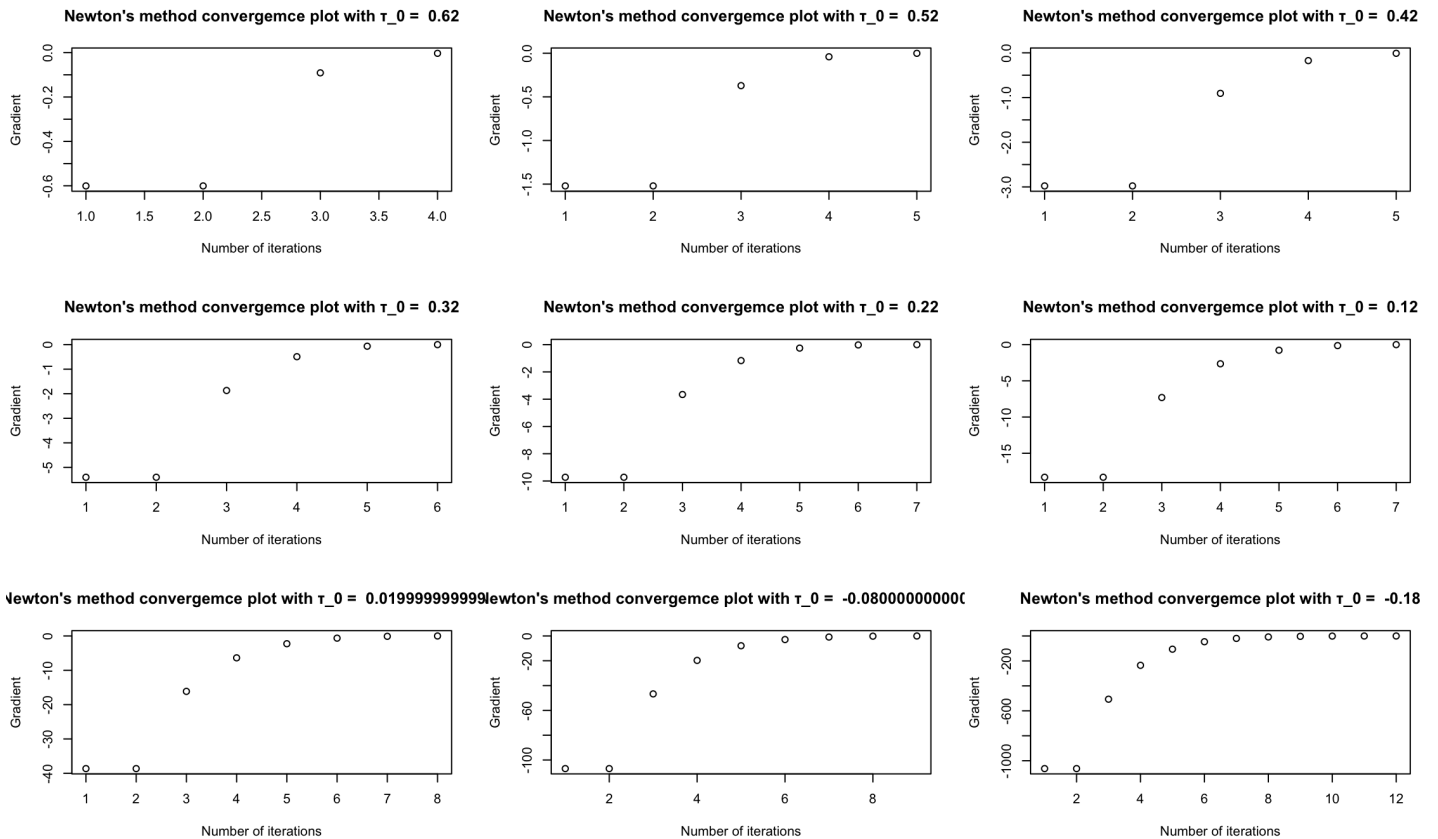 Newton's method convergemce plot with τ_0 = 0.62
0.0
-0.2
-0.4
-0.6
Gradient
1.0 1.5 2.0 2.5 3.0 3.5 4.0
Number of iterations
Newton's method convergemce plot with τ_0 = 0.52
0.0
-0.5
-1.0
-1.5
Gradient
1 2 3 4 5
Number of iterations
Newton's method convergemce plot with τ_0 = 0.42
0.0
-1.0
-2.0
-3.0
Gradient
1 2 3 4 5
Number of iterations
Newton's method convergemce plot with τ_0 = 0.32
0
-1
-2
-3
-4
-5
Gradient
1 2 3 4 5 6
Number of iterations
Newton's method convergemce plot with τ_0 = 0.22
0
-2
-4
-6
-8
-10
Gradient
1 2 3 4 5 6 7
Number of iterations
Newton's method convergemce plot with τ_0 = 0.12
0
-5
-10
-15
Gradient
1 2 3 4 5 6 7
Number of iterations
Newton's method convergemce plot with τ_0 = 0.019999999999
0
-10
-20
-30
-40
Gradient
1 2 3 4 5 6 7 8
Number of iterations
Newton's method convergemce plot with τ_0 = -0.08000000000
0
-20
-60
-100
Gradient
2 4 6 8
Number of iterations
Newton's method convergemce plot with τ_0 = -0.18
-200
-600
-1000
Gradient
2 4 6 8 10 12
Number of iterations